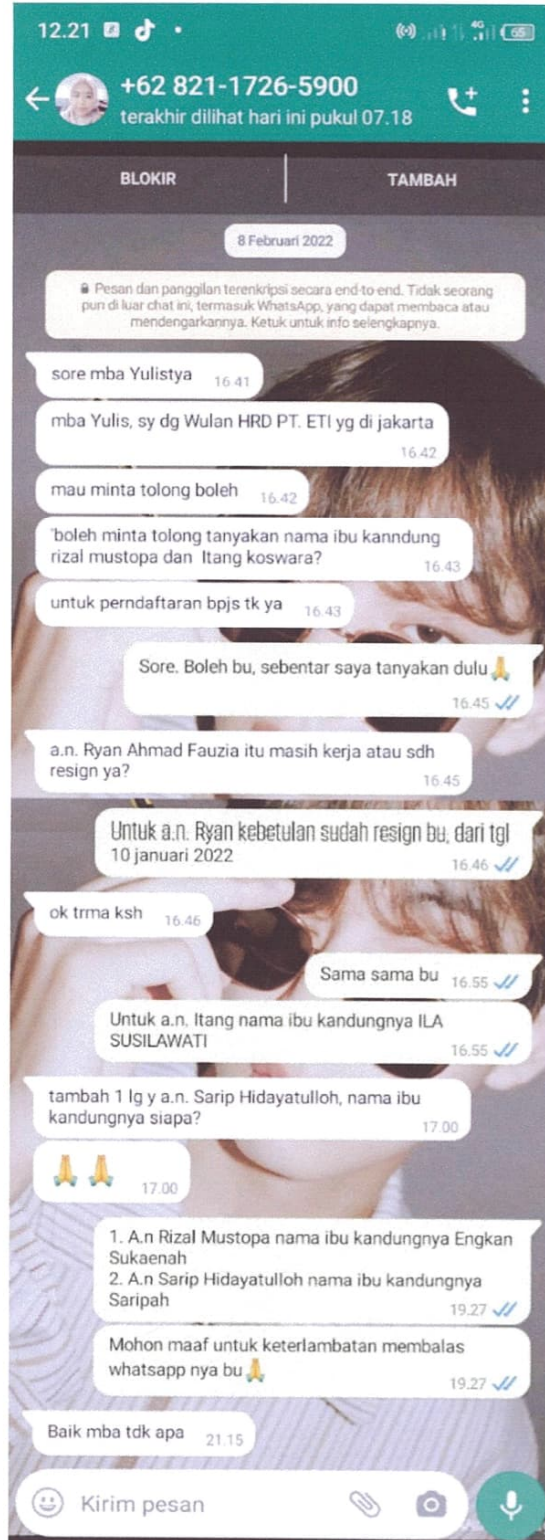 12.21
4G 65
+62 821-1726-5900
terakhir dilihat hari ini pukul 07.18
BLOKIR TAMBAH
8 Februari 2022
Pesan dan panggilan terenkripsi secara end-to-end. Tidak seorang
pun di luar chat ini, termasuk WhatsApp, yang dapat membaca atau
mendengarkannya. Ketuk untuk info selengkapnya.
sore mba Yulistya 16.41
mba Yulis, sy dg Wulan HRD PT. ETI yg di jakarta
16.42
mau minta tolong boleh 16.42
'boleh minta tolong tanyakan nama ibu kanndung
rizal mustopa dan Itang koswara?
16.43
untuk perndaftaran bpjs tk ya 16.43
Sore. Boleh bu, sebentar saya tanyakan dulu🙏
16.45
a.n. Ryan Ahmad Fauzia itu masih kerja atau sdh
resign ya?
16.45
Untuk a.n. Ryan kebetulan sudah resign bu, dari tgl
10 januari 2022
16.46
ok trma ksh 16.46
Sama sama bu 16.55
Untuk a.n. Itang nama ibu kandungnya ILA
SUSILAWATI
16.55
tambah 1 lg y a.n. Sarip Hidayatulloh, nama ibu
kandungnya siapa?
17.00
🙏🙏 17.00
1. A.n Rizal Mustopa nama ibu kandungnya Engkan
Sukaenah
2. A.n Sarip Hidayatulloh nama ibu kandungnya
Saripah
19.27
Mohon maaf untuk keterlambatan membalas
whatsapp nya bu🙏
19.27
Baik mba tdk apa 21.15
Kirim pesan